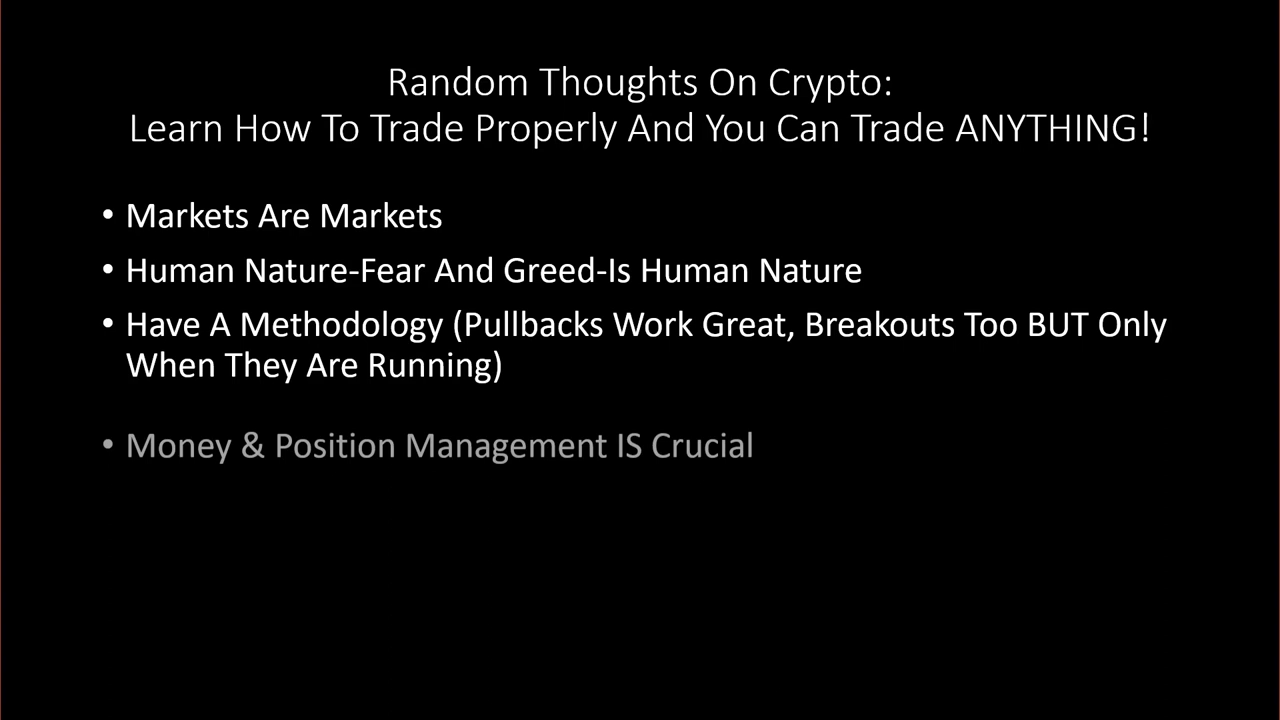 Random Thoughts On Crypto:
Learn How To Trade Properly And You Can Trade ANYTHING!
• Markets Are Markets
• Human Nature-Fear And Greed-Is Human Nature
• Have A Methodology (Pullbacks Work Great, Breakouts Too BUT Only
When They Are Running)
• Money & Position Management IS Crucial